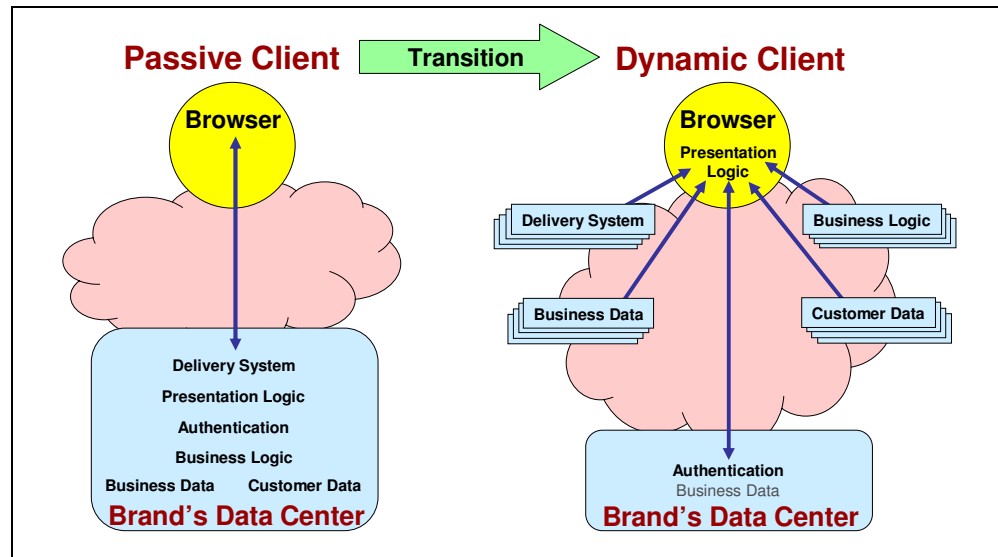 Passive Client
Transition
Dynamic Client
Browser
Delivery System
Presentation Logic
Authentication
Business Logic
Business Data
Customer Data
Brand's Data Center
Browser
Presentation
Logic
Delivery System
Business Logic
Business Data
Customer Data
Authentication
Business Data
Brand's Data Center